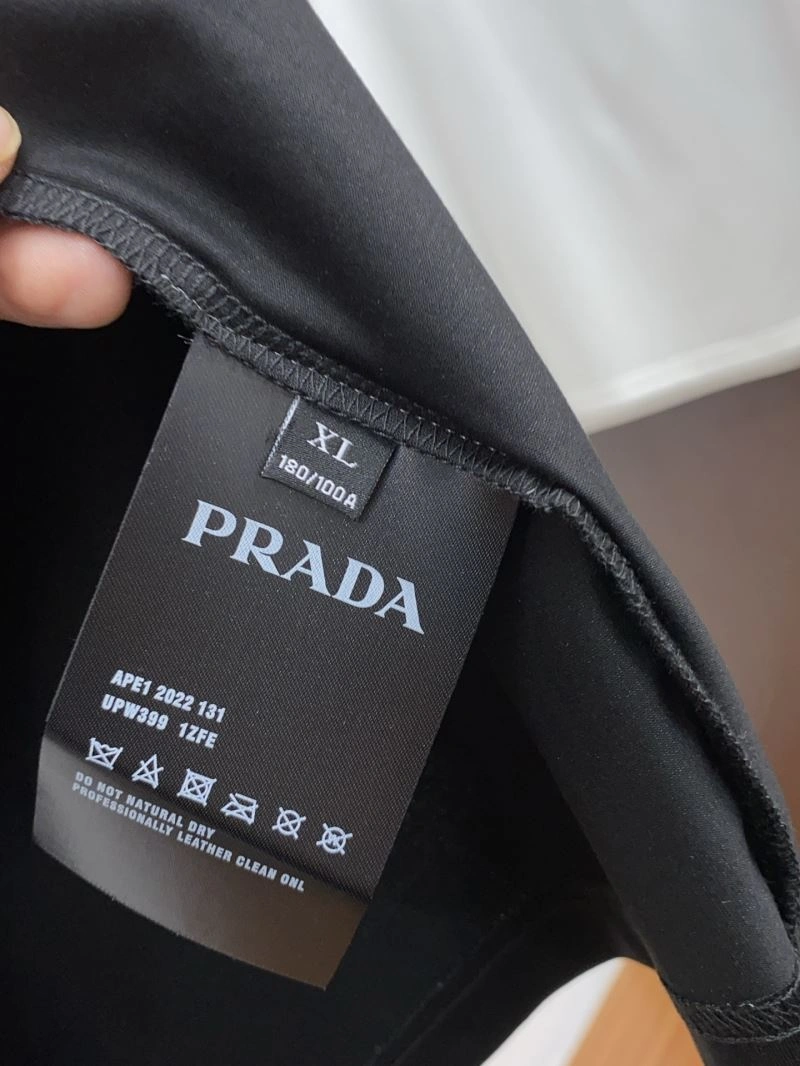 XL
180/100A
PRADA
APE1 2022 131
UPW399 1ZFE
DO NOT NATURAL DRY
PROFESSIONALLY LEATHER CLEAN ONL